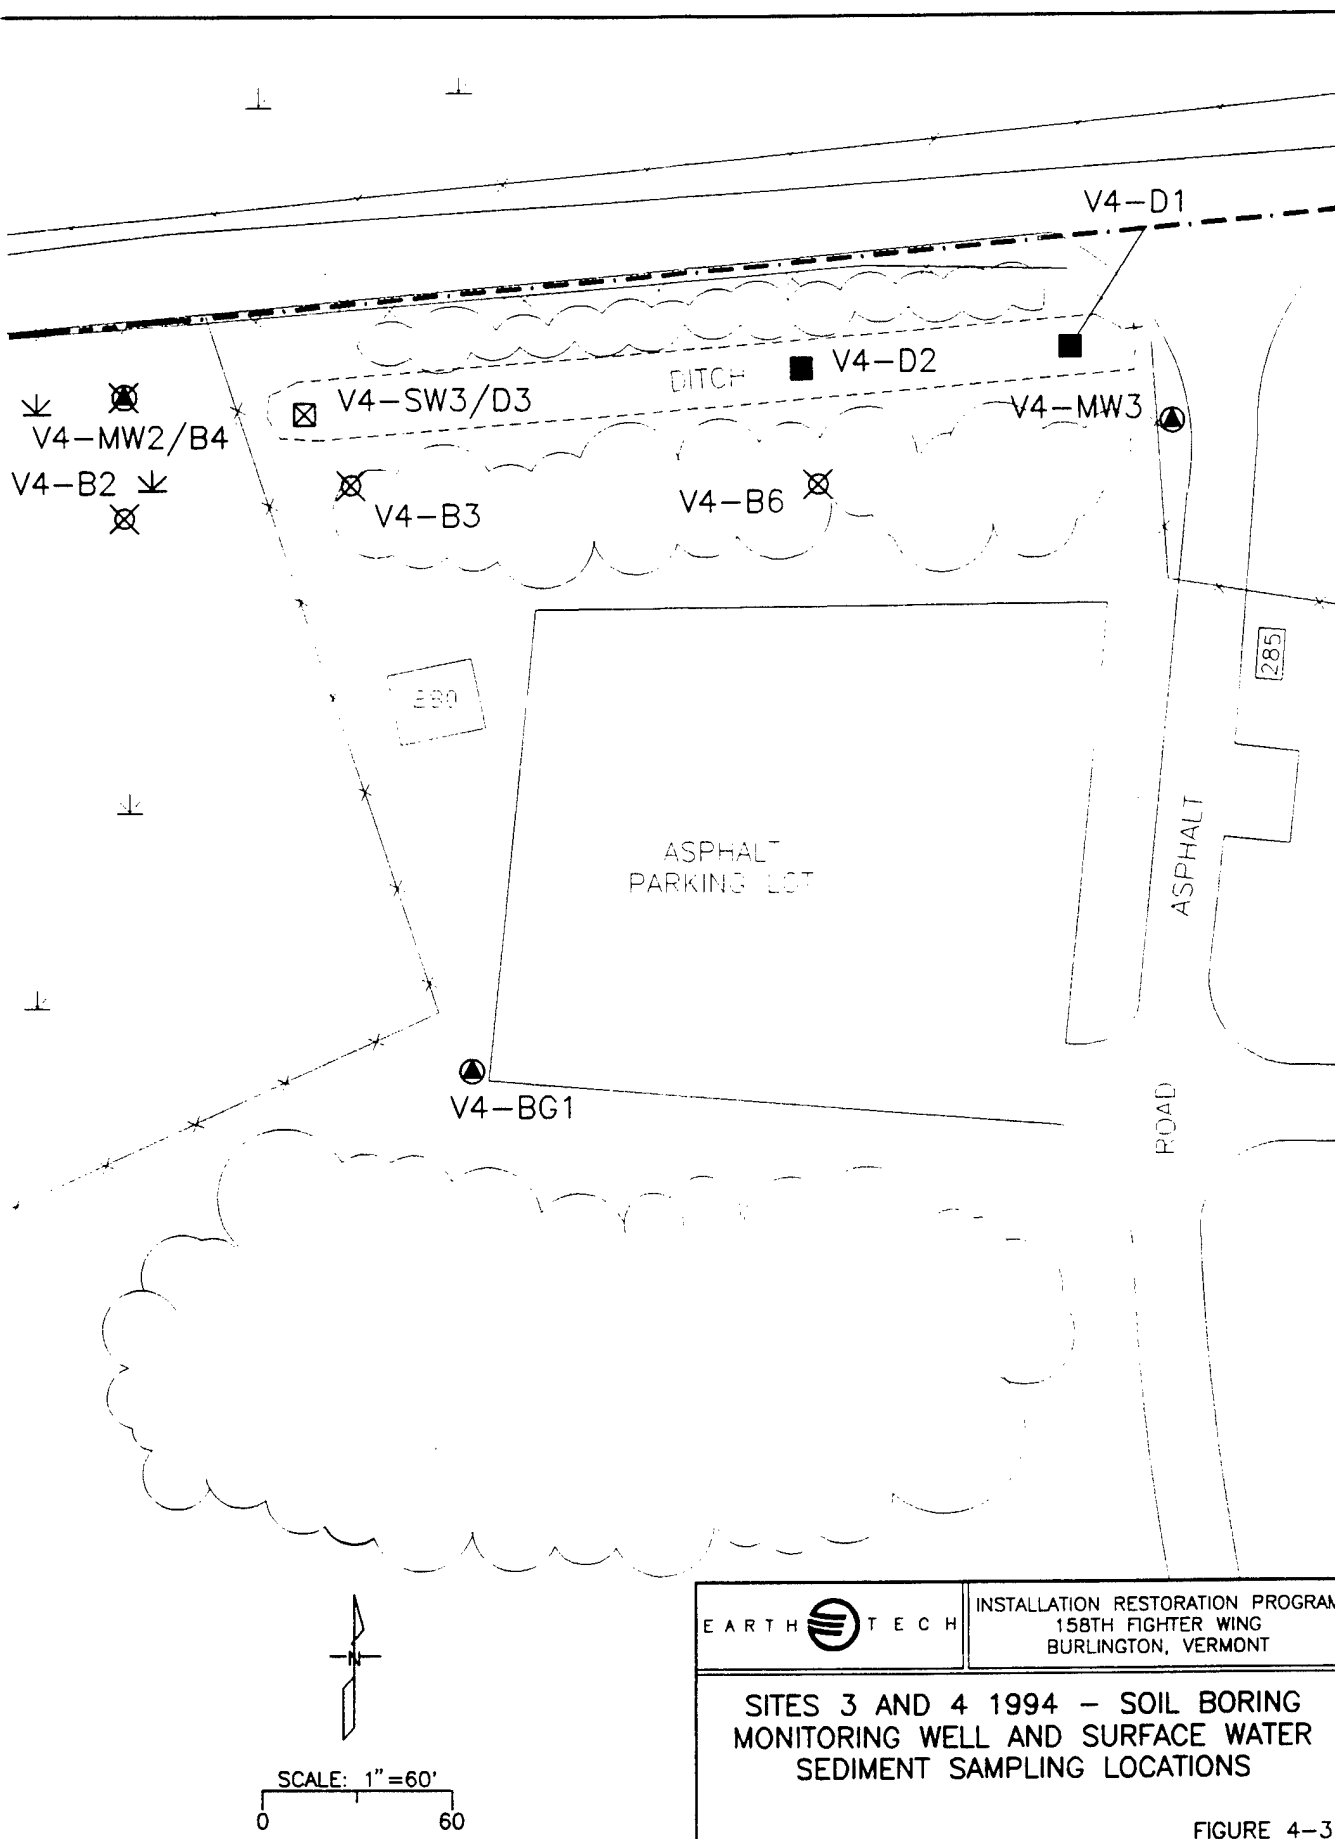 V4-D1
V4-D2
DITCH
V4-SW3/D3
V4-MW3
V4-MW2/B4
V4-B2
V4-B3
V4-B6
285
280
ASPHALT
PARKING LOT
ASPHALT
ROAD
V4-BG1
N
SCALE: 1"=60'
0 60
EARTH TECH
INSTALLATION RESTORATION PROGRAM
158TH FIGHTER WING
BURLINGTON, VERMONT
SITES 3 AND 4 1994 - SOIL BORING
MONITORING WELL AND SURFACE WATER
SEDIMENT SAMPLING LOCATIONS
FIGURE 4-3